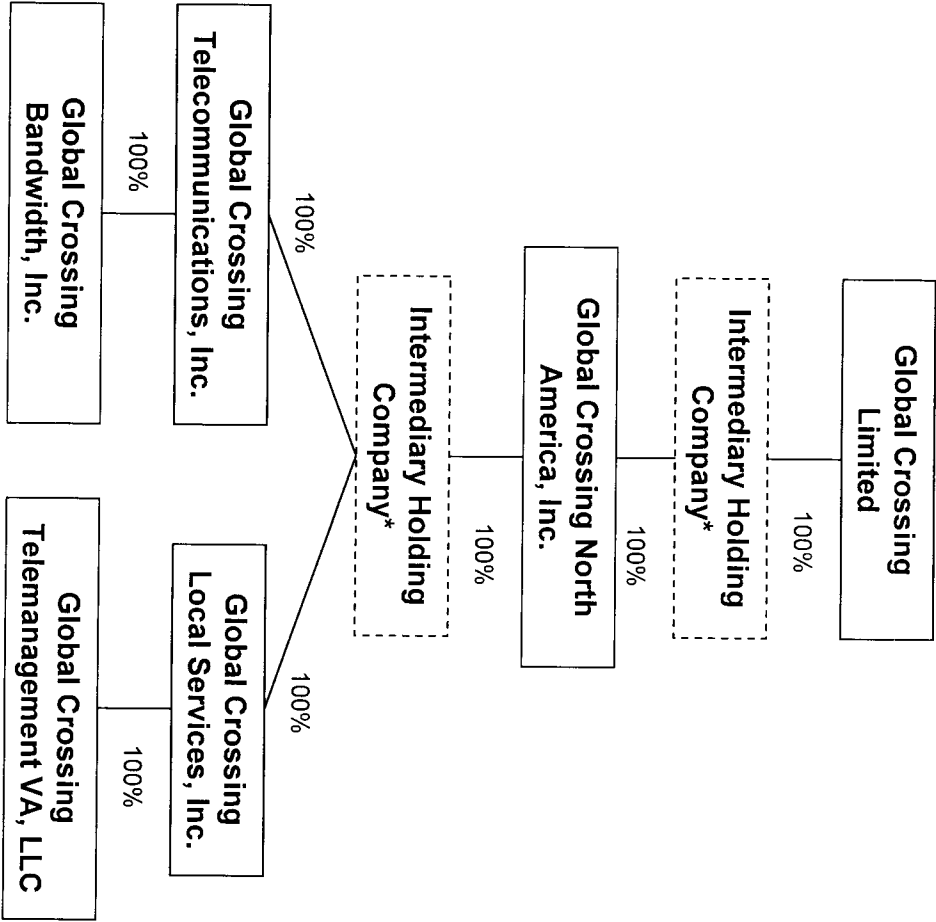 Global Crossing
Limited
100%
Intermediary Holding
Company*
100%
Global Crossing North
America, Inc.
100%
Intermediary Holding
Company*
100%
100%
Global Crossing
Telecommunications, Inc.
Global Crossing
Local Services, Inc.
100%
100%
Global Crossing
Bandwidth, Inc.
Global Crossing
Telemanagement VA, LLC